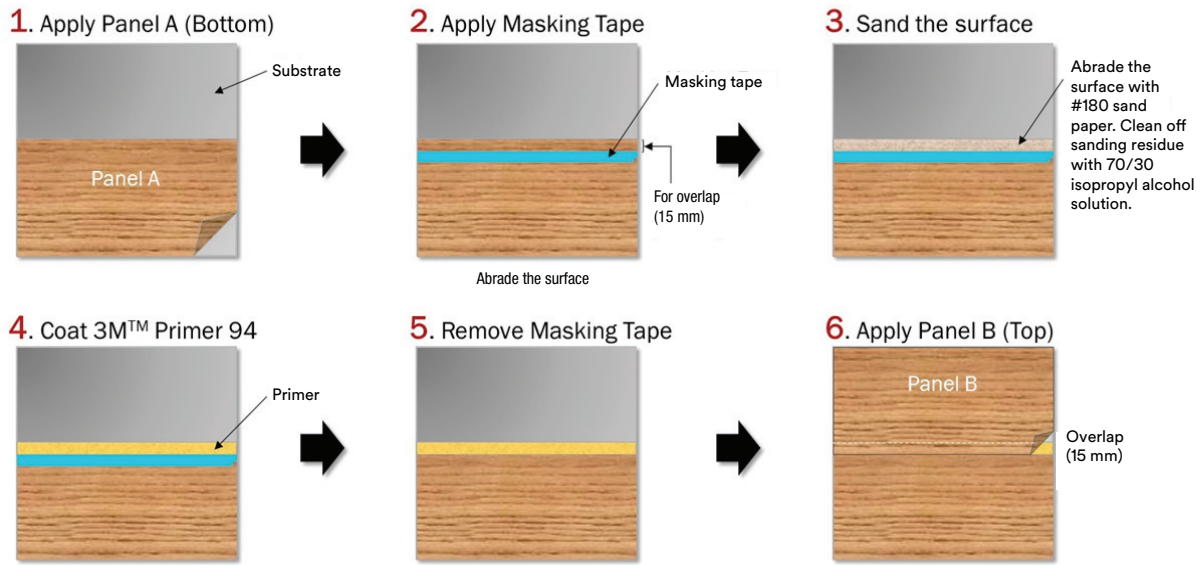 1. Apply Panel A (Bottom)
Substrate
Panel A
2. Apply Masking Tape
Masking tape
For overlap
(15 mm)
Abrade the surface
3. Sand the surface
Abrade the
surface with
#180 sand
paper. Clean off
sanding residue
with 70/30
isopropyl alcohol
solution.
4. Coat 3M™ Primer 94
Primer
5. Remove Masking Tape
6. Apply Panel B (Top)
Panel B
Overlap
(15 mm)